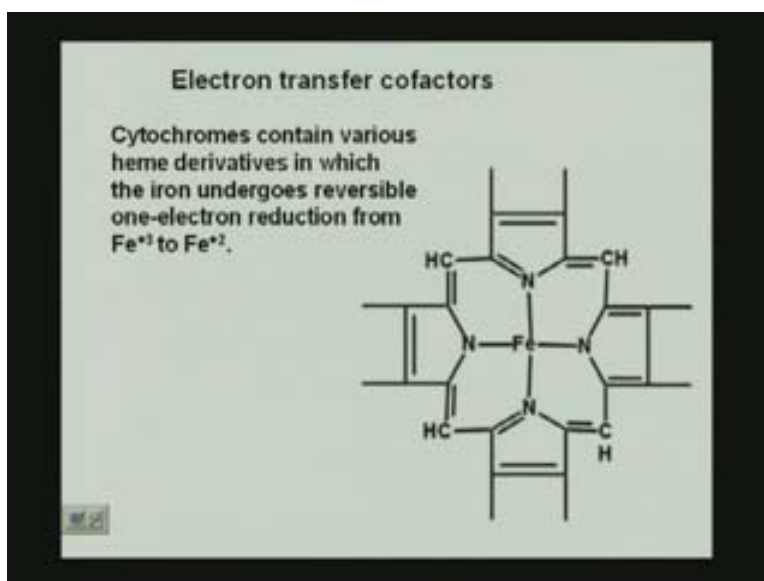 Electron transfer cofactors
Cytochromes contain various
heme derivatives in which
the iron undergoes reversible
one-electron reduction from
Fe⁺³ to Fe⁺².
HC
CH
N
N
Fe
N
N
HC
C
H